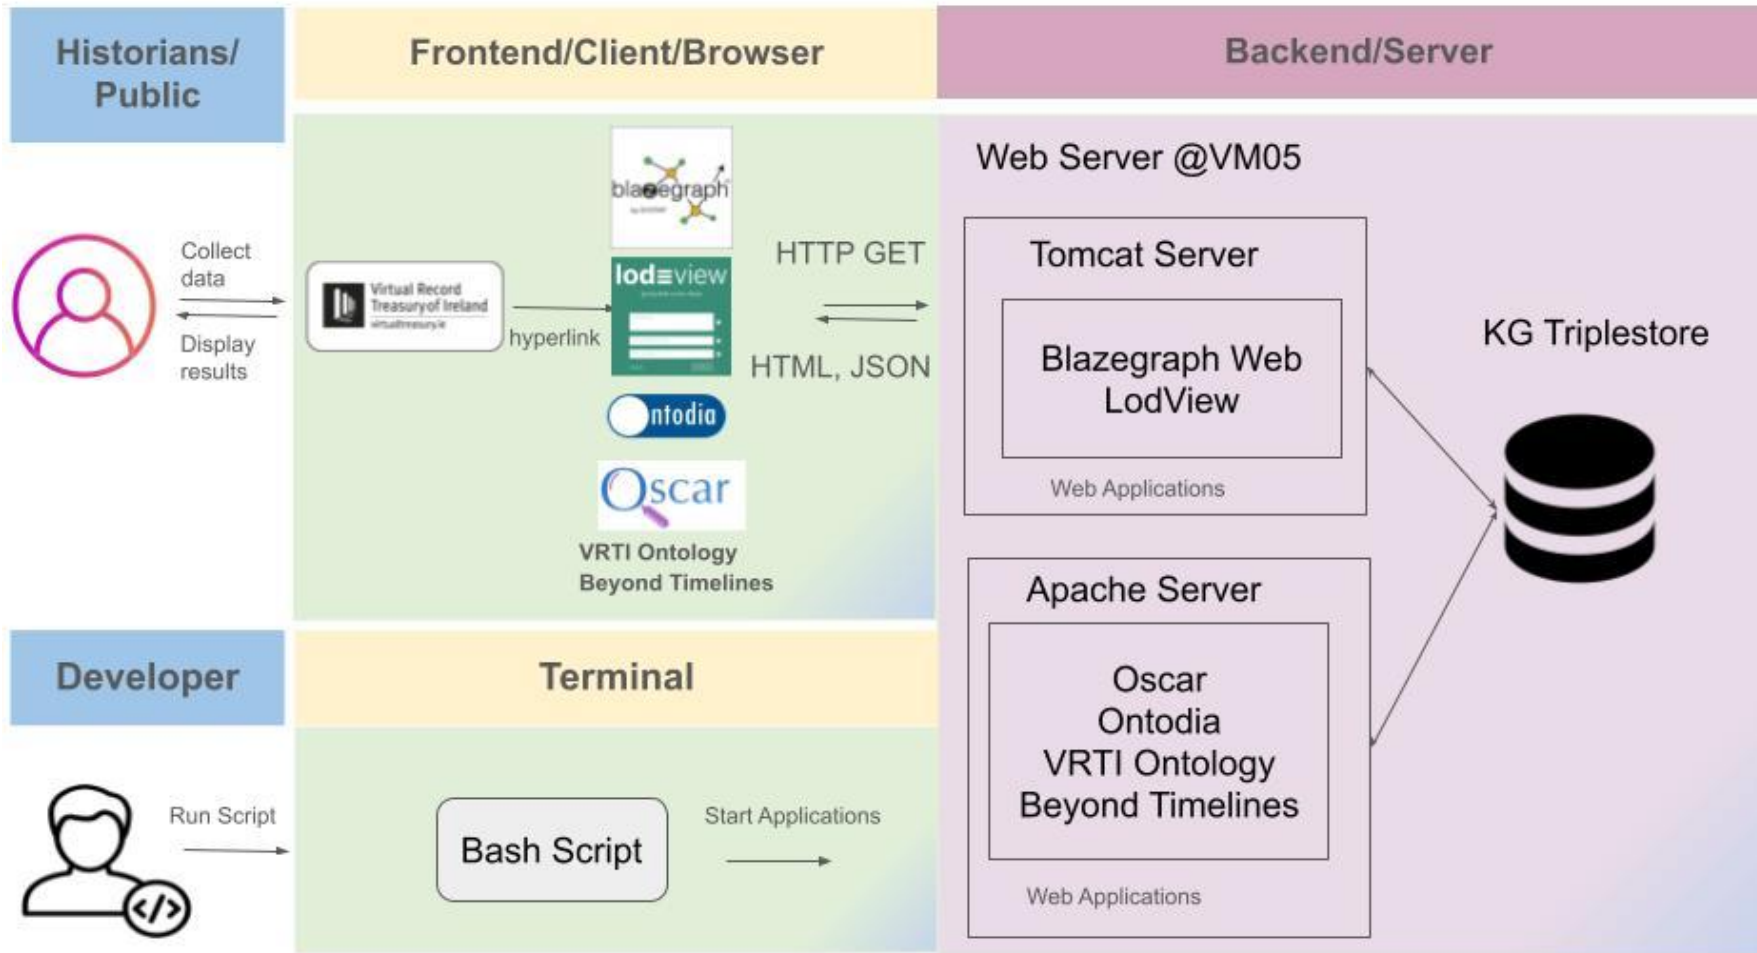 Historians/
Public
Frontend/Client/Browser
Backend/Server
Collect
data
Display
results
Virtual Record
Treasury of Ireland
virtualtreasury.ie
hyperlink
blazegraph
lodview
ntodia
Oscar
VRTI Ontology
Beyond Timelines
HTTP GET
HTML, JSON
Web Server @VM05
Tomcat Server
Blazegraph Web
LodView
Web Applications
KG Triplestore
Apache Server
Oscar
Ontodia
VRTI Ontology
Beyond Timelines
Web Applications
Developer
Terminal
Run Script
</>
Bash Script
Start Applications